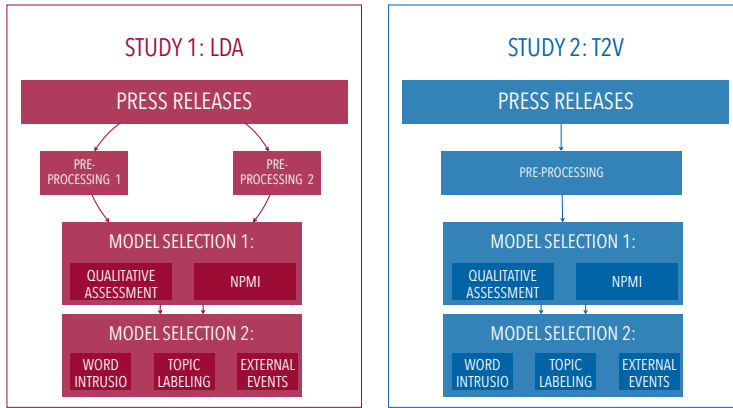 STUDY 1: LDA
PRESS RELEASES
PRE-
PROCESSING 1
PRE-
PROCESSING 2
MODEL SELECTION 1:
QUALITATIVE
ASSESSMENT
NPMI
MODEL SELECTION 2:
WORD
INTRUSIO
TOPIC
LABELING
EXTERNAL
EVENTS
STUDY 2: T2V
PRESS RELEASES
PRE-PROCESSING
MODEL SELECTION 1:
QUALITATIVE
ASSESSMENT
NPMI
MODEL SELECTION 2:
WORD
INTRUSIO
TOPIC
LABELING
EXTERNAL
EVENTS